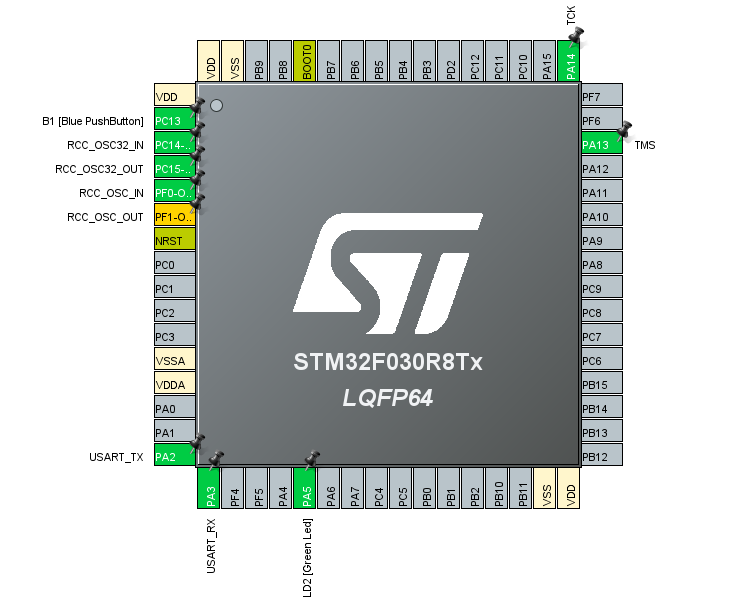 TCK
VDD
VSS
PB9
PB8
BOOT0
PB7
PB6
PB5
PB4
PB3
PD2
PC12
PC11
PC10
PA15
PA14
VDD
B1 [Blue PushButton]
PC13
RCC_OSC32_IN
PC14-..
RCC_OSC32_OUT
PC15-..
RCC_OSC_IN
PF0-O..
RCC_OSC_OUT
PF1-O..
NRST
PC0
PC1
PC2
PC3
VSSA
VDDA
PA0
PA1
USART_TX
PA2
PF7
PF6
PA13
TMS
PA12
PA11
PA10
PA9
PA8
PC9
PC8
PC7
PC6
PB15
PB14
PB13
PB12
ST
STM32F030R8Tx
LQFP64
PA3
PF4
PF5
PA4
PA5
PA6
PA7
PC4
PC5
PB0
PB1
PB2
PB10
PB11
VSS
VDD
USART_RX
LD2 [Green Led]